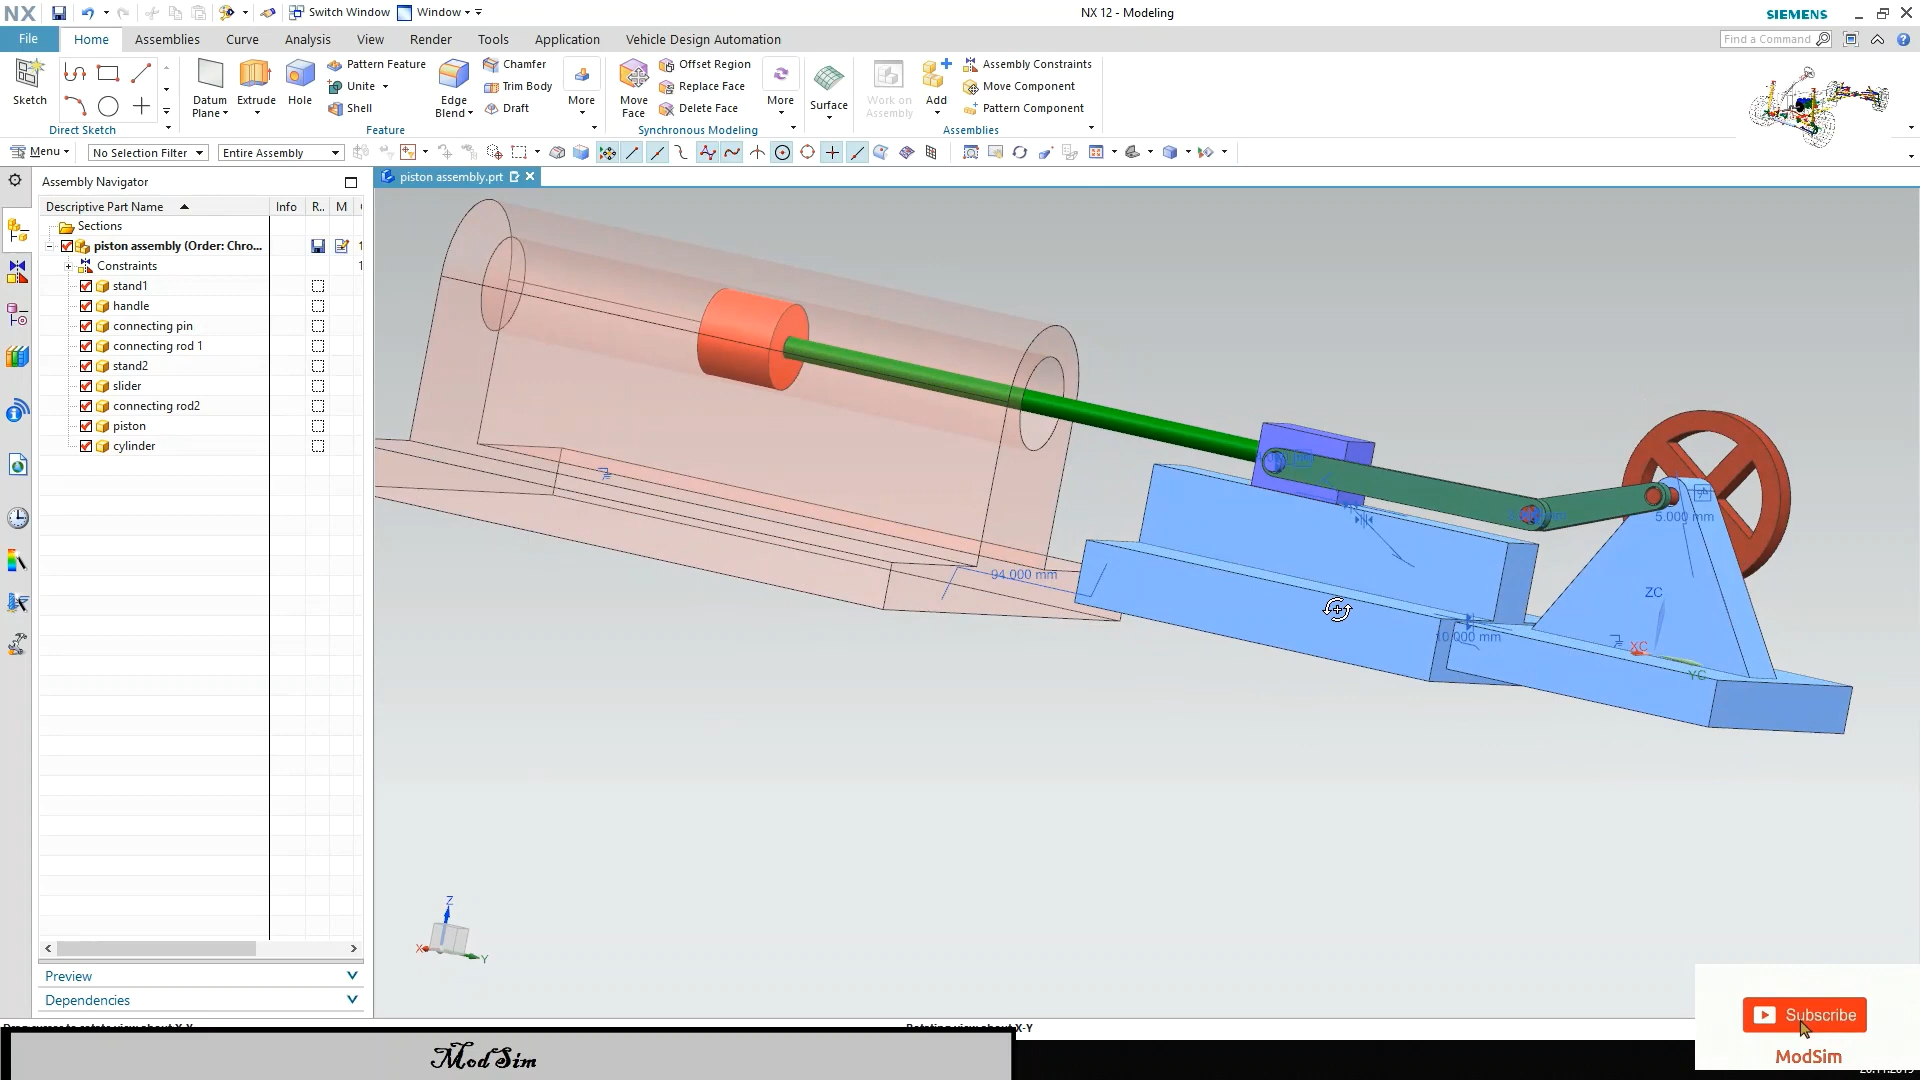 NX
Switch Window
Window
NX 12 - Modeling
SIEMENS
File
Home
Assemblies
Curve
Analysis
View
Render
Tools
Application
Vehicle Design Automation
Find a Command
Sketch
Direct Sketch
Datum Plane
Extrude
Hole
Pattern Feature
Unite
Shell
Edge Blend
Chamfer
Trim Body
Draft
More
Feature
Move Face
Offset Region
Replace Face
Delete Face
More
Synchronous Modeling
Surface
Work on Assembly
Add
Assembly Constraints
Move Component
Pattern Component
Assemblies
Menu
No Selection Filter
Entire Assembly
Assembly Navigator
piston assembly.prt
Descriptive Part Name
Info
R..
M
Sections
piston assembly (Order: Chro...
Constraints
stand1
handle
connecting pin
connecting rod 1
stand2
slider
connecting rod2
piston
cylinder
94.000 mm
5.000 mm
10.000 mm
ZC
XC
YC
Z
X
Y
Preview
Dependencies
ModSim
Subscribe
ModSim